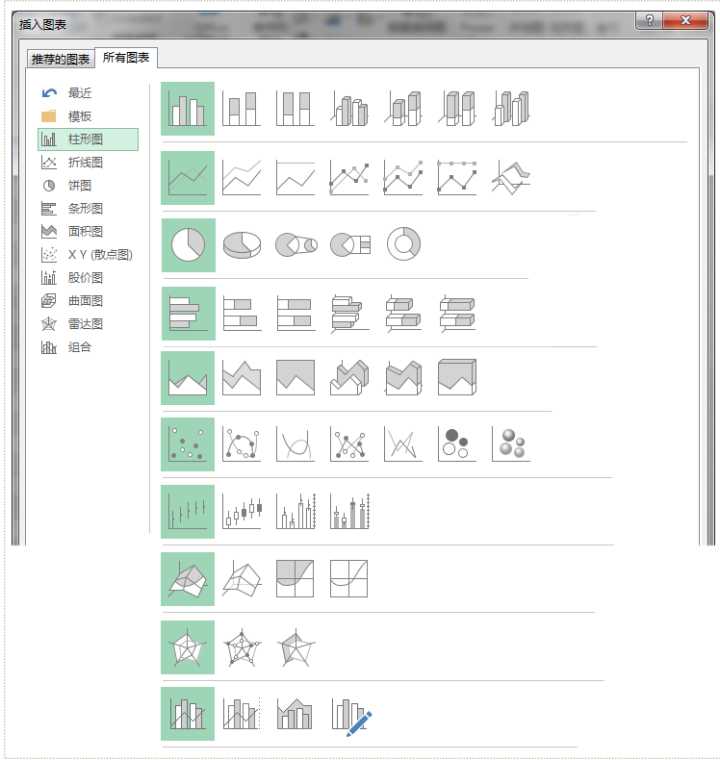 插入图表
推荐的图表
所有图表
最近
模板
柱形图
折线图
饼图
条形图
面积图
X Y (散点图)
股价图
曲面图
雷达图
组合